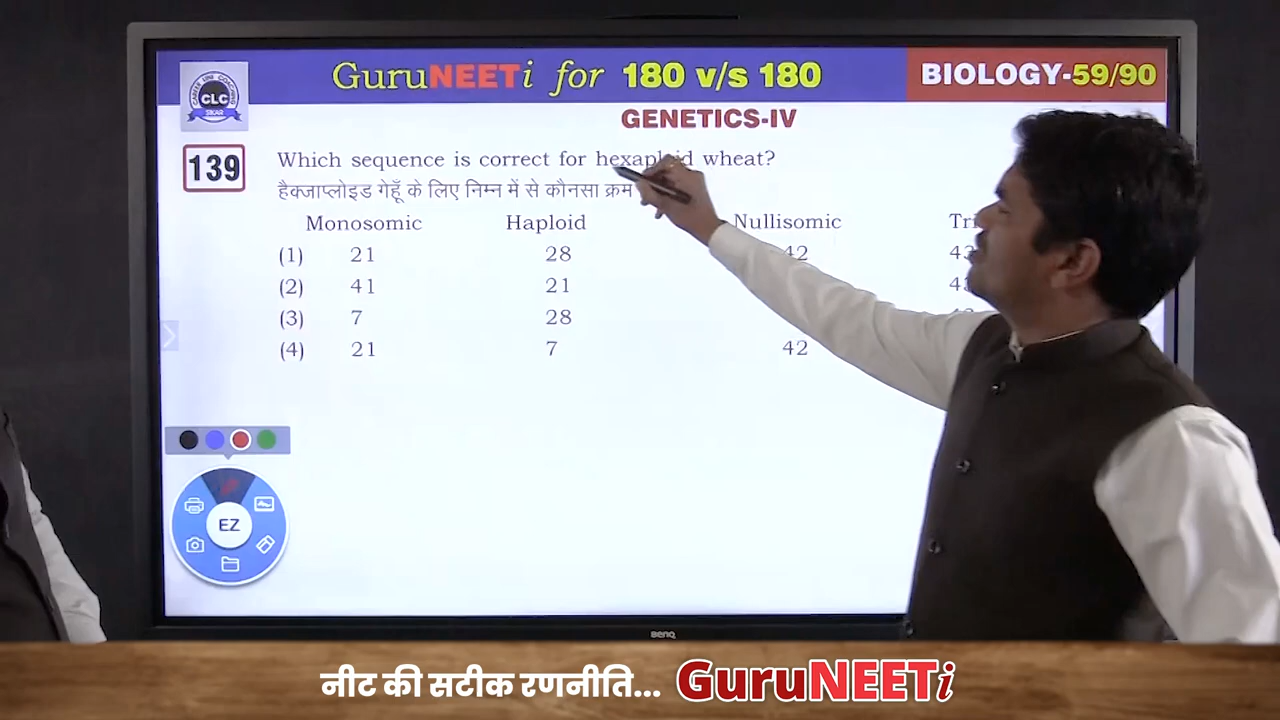 GuruNEETi for 180 v/s 180
BIOLOGY-59/90
CLC
SIKAR
GENETICS-IV
139
Which sequence is correct for hexaploid wheat?
हैक्जाप्लोइड गेहूँ के लिए निम्न में से कौनसा क्रम
Monosomic Haploid Nullisomic
(1) 21 28 42
(2) 41 21
(3) 7 28
(4) 21 7 42
EZ
BenQ
नीट की सटीक रणनीति... GuruNEETi